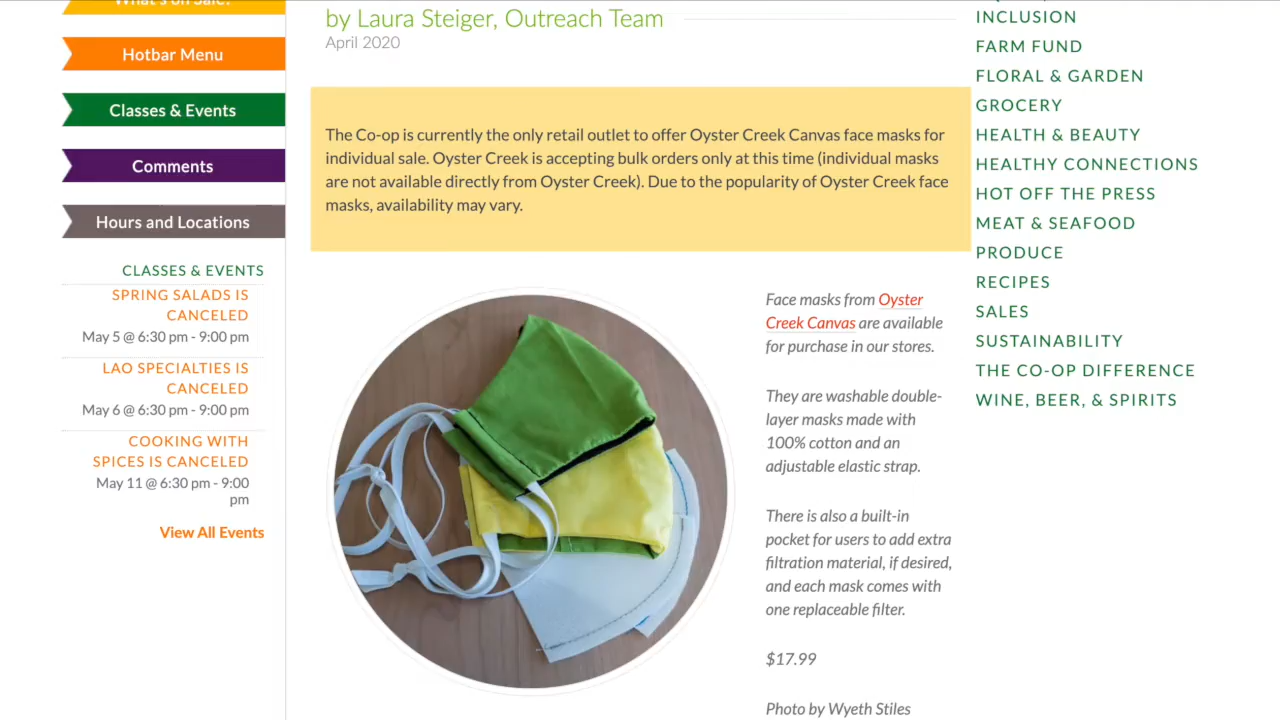 What's on Sale?
Hotbar Menu
Classes & Events
Comments
Hours and Locations
CLASSES & EVENTS
SPRING SALADS IS
CANCELED
May 5 @ 6:30 pm - 9:00 pm
LAO SPECIALTIES IS
CANCELED
May 6 @ 6:30 pm - 9:00 pm
COOKING WITH
SPICES IS CANCELED
May 11 @ 6:30 pm - 9:00
pm
View All Events
by Laura Steiger, Outreach Team
April 2020
The Co-op is currently the only retail outlet to offer Oyster Creek Canvas face masks for
individual sale. Oyster Creek is accepting bulk orders only at this time (individual masks
are not available directly from Oyster Creek). Due to the popularity of Oyster Creek face
masks, availability may vary.
Face masks from Oyster
Creek Canvas are available
for purchase in our stores.
They are washable double-
layer masks made with
100% cotton and an
adjustable elastic strap.
There is also a built-in
pocket for users to add extra
filtration material, if desired,
and each mask comes with
one replaceable filter.
$17.99
Photo by Wyeth Stiles
INCLUSION
FARM FUND
FLORAL & GARDEN
GROCERY
HEALTH & BEAUTY
HEALTHY CONNECTIONS
HOT OFF THE PRESS
MEAT & SEAFOOD
PRODUCE
RECIPES
SALES
SUSTAINABILITY
THE CO-OP DIFFERENCE
WINE, BEER, & SPIRITS